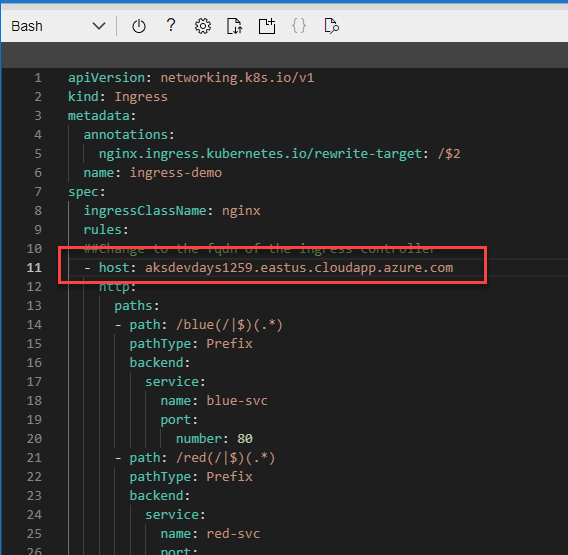 Bash
1 apiVersion: networking.k8s.io/v1
2 kind: Ingress
3 metadata:
4 annotations:
5 nginx.ingress.kubernetes.io/rewrite-target: /$2
6 name: ingress-demo
7 spec:
8 ingressClassName: nginx
9 rules:
10 ##Change to the fqdn of the ingress controller
11 - host: aksdevdays1259.eastus.cloudapp.azure.com
12 http:
13 paths:
14 - path: /blue(/|$)(.*)
15 pathType: Prefix
16 backend:
17 service:
18 name: blue-svc
19 port:
20 number: 80
21 - path: /red(/|$)(.*)
22 pathType: Prefix
23 backend:
24 service:
25 name: red-svc
26 port: